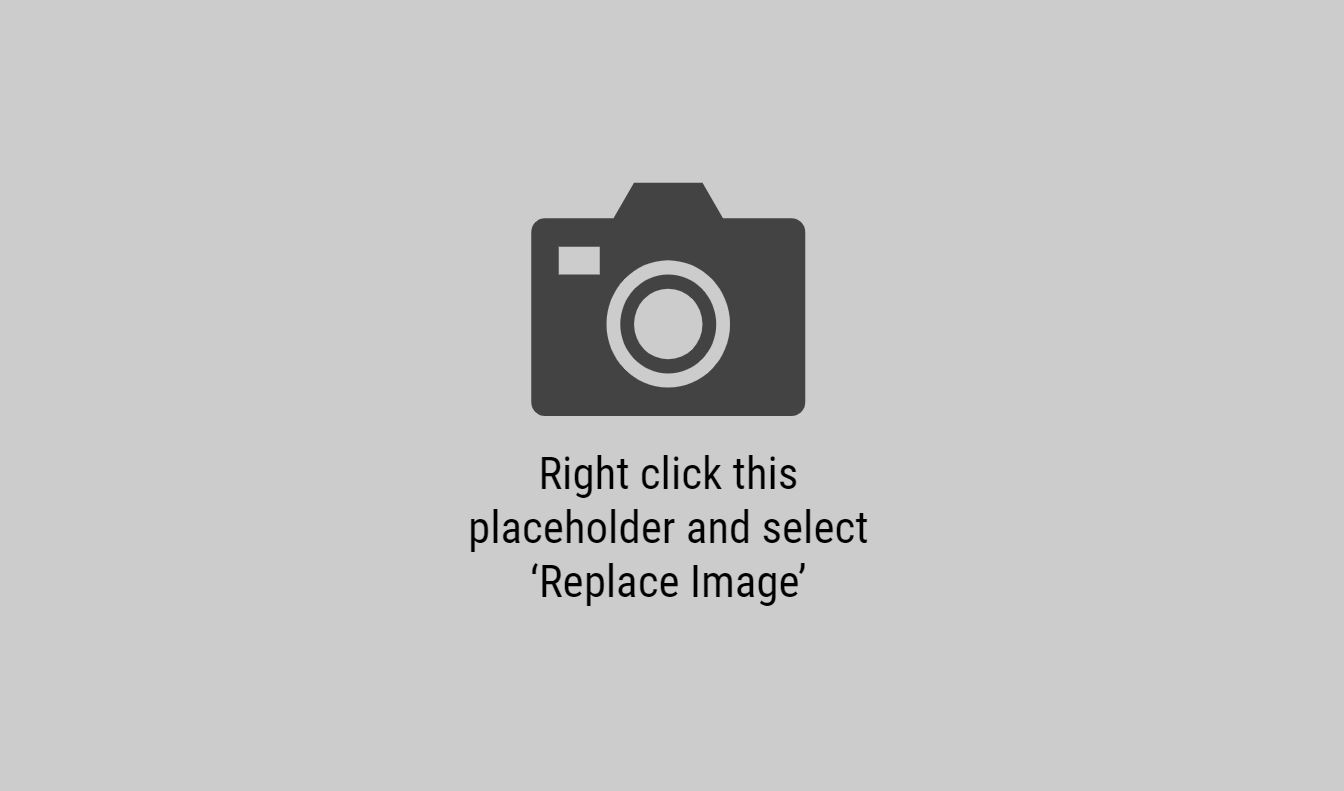 Right click this
placeholder and select
‘Replace Image’